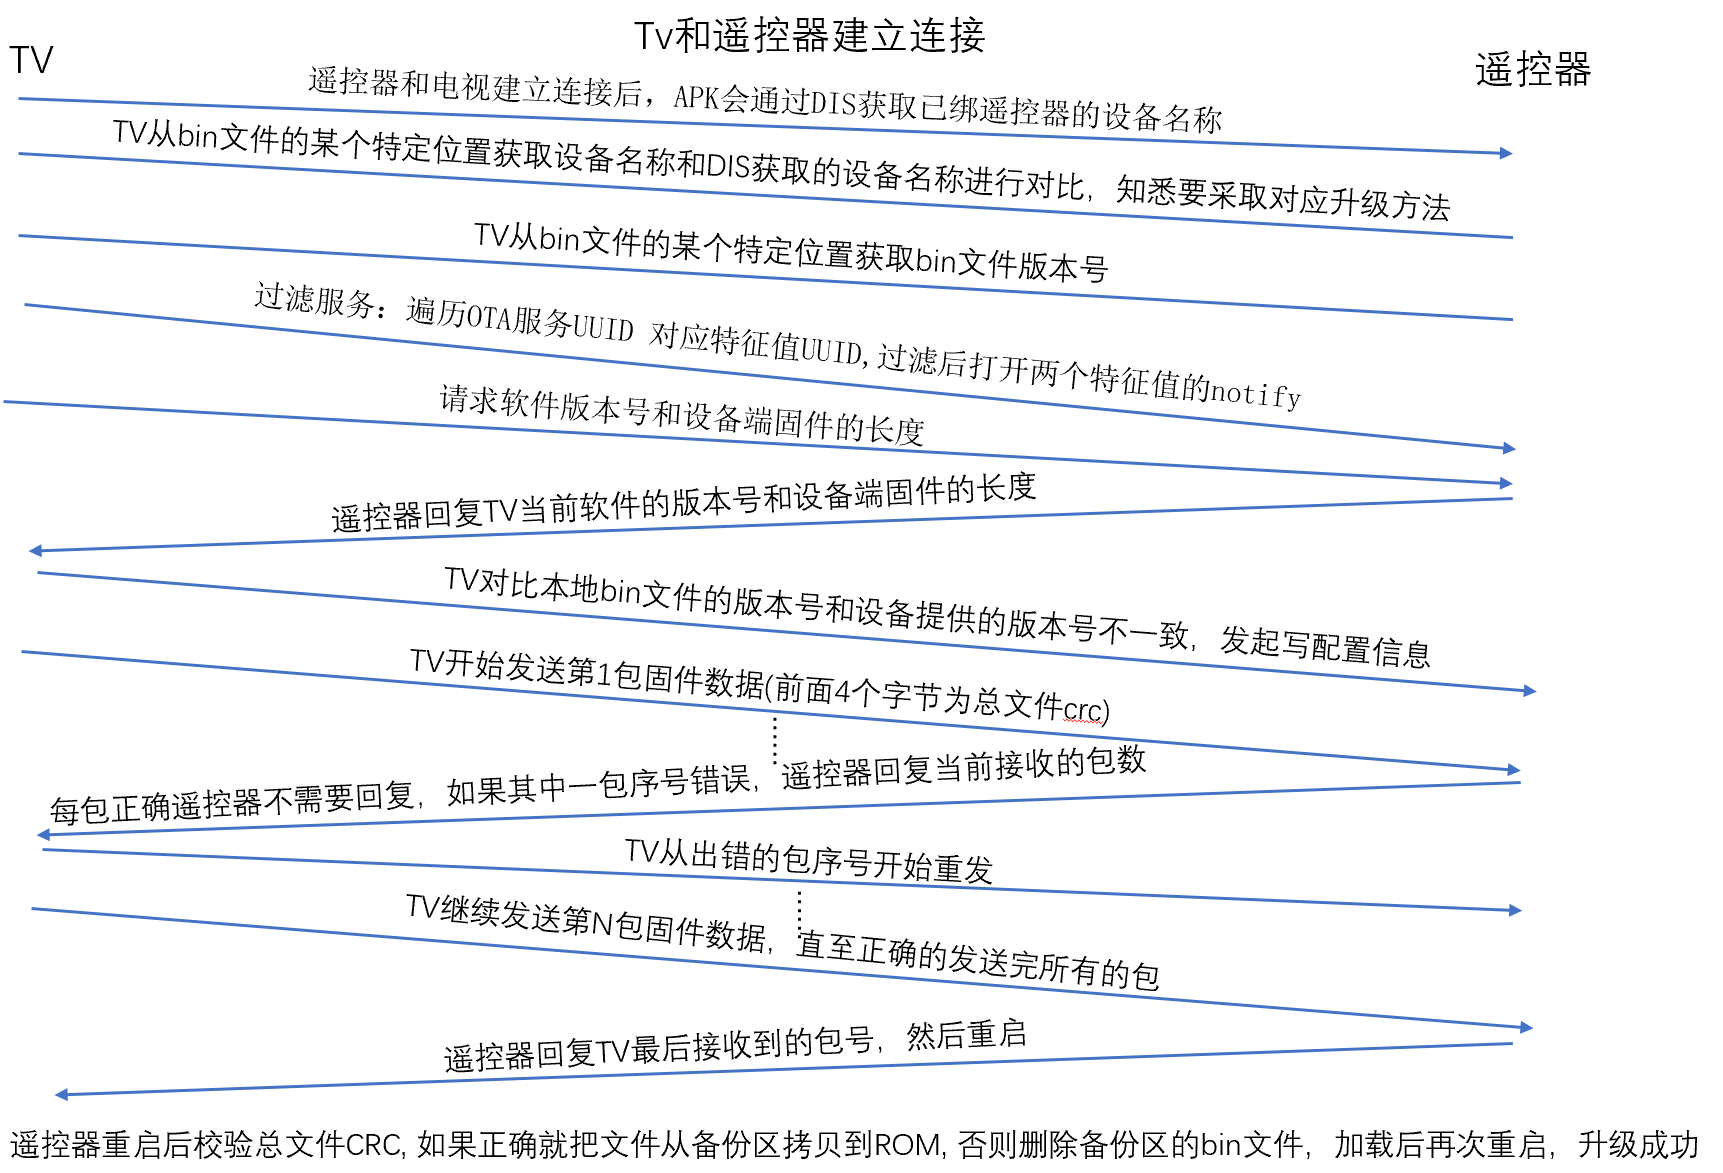 Tv和遥控器建立连接
TV
遥控器
遥控器和电视建立连接后，APK会通过DIS获取已绑遥控器的设备名称
TV从bin文件的某个特定位置获取设备名称和DIS获取的设备名称进行对比，知悉要采取对应升级方法
TV从bin文件的某个特定位置获取bin文件版本号
过滤服务：遍历OTA服务UUID 对应特征值UUID,过滤后打开两个特征值的notify
请求软件版本号和设备端固件的长度
遥控器回复TV当前软件的版本号和设备端固件的长度
TV对比本地bin文件的版本号和设备提供的版本号不一致，发起写配置信息
TV开始发送第1包固件数据(前面4个字节为总文件crc)
每包正确遥控器不需要回复，如果其中一包序号错误，遥控器回复当前接收的包数
TV从出错的包序号开始重发
TV继续发送第N包固件数据，直至正确的发送完所有的包
遥控器回复TV最后接收到的包号，然后重启
遥控器重启后校验总文件CRC, 如果正确就把文件从备份区拷贝到ROM, 否则删除备份区的bin文件，加载后再次重启，升级成功